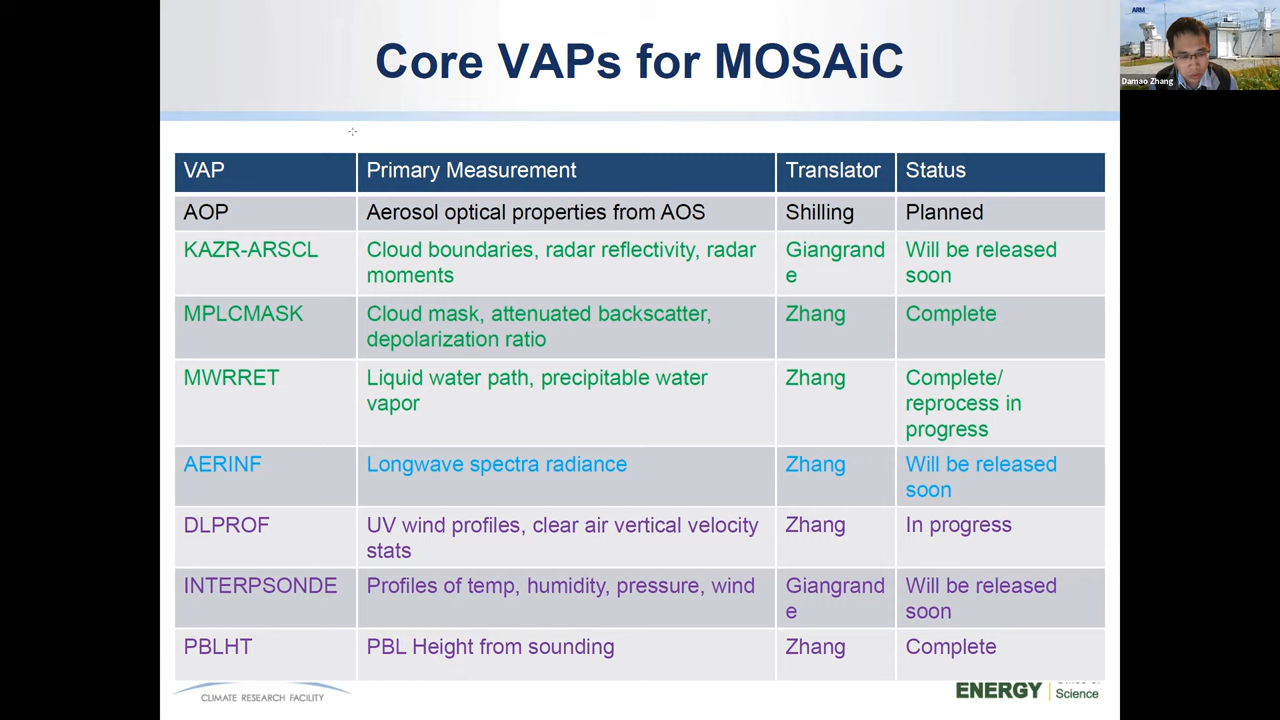 Core VAPs for MOSAiC
ARM
Damao Zhang
VAP Primary Measurement Translator Status
AOP Aerosol optical properties from AOS Shilling Planned
KAZR-ARSCL Cloud boundaries, radar reflectivity, radar Giangrand Will be released
moments e soon
MPLCMASK Cloud mask, attenuated backscatter, Zhang Complete
depolarization ratio
MWRRET Liquid water path, precipitable water Zhang Complete/
vapor reprocess in
progress
AERINF Longwave spectra radiance Zhang Will be released
soon
DLPROF UV wind profiles, clear air vertical velocity Zhang In progress
stats
INTERPSONDE Profiles of temp, humidity, pressure, wind Giangrand Will be released
e soon
PBLHT PBL Height from sounding Zhang Complete
CLIMATE RESEARCH FACILITY
ENERGY
Science